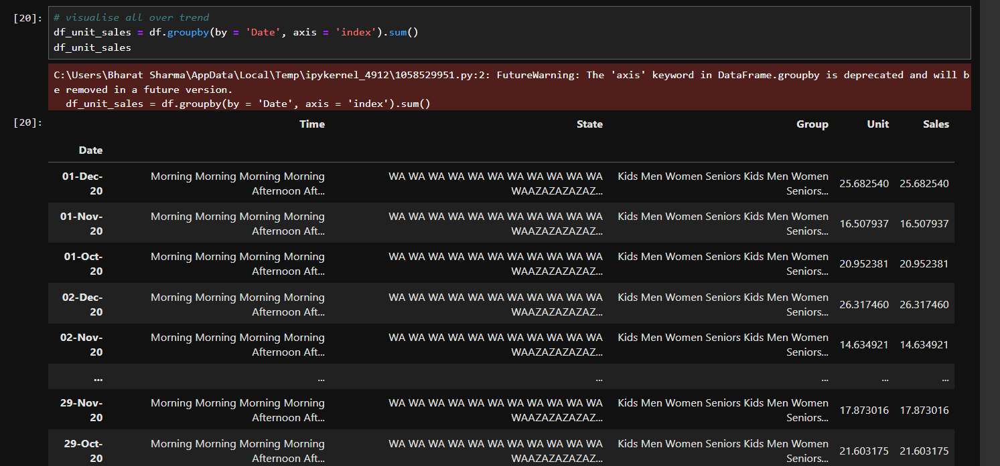 [20]: # visualise all over trend
df_unit_sales = df.groupby(by = 'Date', axis = 'index').sum()
df_unit_sales
C:\Users\Bharat Sharma\AppData\Local\Temp\ipykernel_4912\1058529951.py:2: FutureWarning: The 'axis' keyword in DataFrame.groupby is deprecated and will b
e removed in a future version.
df_unit_sales = df.groupby(by = 'Date', axis = 'index').sum()
[20]: Time State Group Unit Sales
Date
01-Dec- Morning Morning Morning Morning WA WA WA WA WA WA WA WA WA WA WA Kids Men Women Seniors Kids Men Women
20 Afternoon Aft... WAAZAZAZAZAZ... Seniors... 25.682540 25.682540
01-Nov- Morning Morning Morning Morning WA WA WA WA WA WA WA WA WA WA WA Kids Men Women Seniors Kids Men Women
20 Afternoon Aft... WAAZAZAZAZAZ... Seniors... 16.507937 16.507937
01-Oct- Morning Morning Morning Morning WA WA WA WA WA WA WA WA WA WA WA Kids Men Women Seniors Kids Men Women
20 Afternoon Aft... WAAZAZAZAZAZ... Seniors... 20.952381 20.952381
02-Dec- Morning Morning Morning Morning WA WA WA WA WA WA WA WA WA WA WA Kids Men Women Seniors Kids Men Women
20 Afternoon Aft... WAAZAZAZAZAZ... Seniors... 26.317460 26.317460
02-Nov- Morning Morning Morning Morning WA WA WA WA WA WA WA WA WA WA WA Kids Men Women Seniors Kids Men Women
20 Afternoon Aft... WAAZAZAZAZAZ... Seniors... 14.634921 14.634921
... ... ... ... ... ...
29-Nov- Morning Morning Morning Morning WA WA WA WA WA WA WA WA WA WA WA Kids Men Women Seniors Kids Men Women
20 Afternoon Aft... WAAZAZAZAZAZ... Seniors... 17.873016 17.873016
29-Oct- Morning Morning Morning Morning WA WA WA WA WA WA WA WA WA WA WA Kids Men Women Seniors Kids Men Women
20 Afternoon Aft... WAAZAZAZAZAZ... Seniors... 21.603175 21.603175